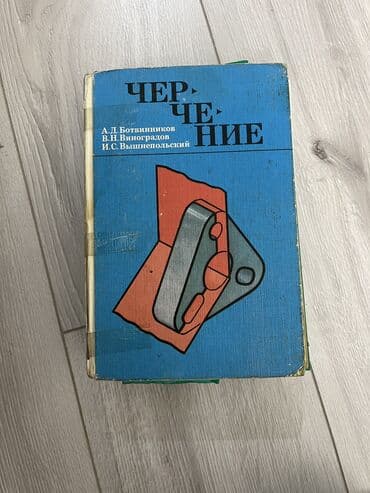 ЧЕР-
ЧЕ-
НИЕ
А.Д. Ботвинников
В.Н. Виноградов
И.С. Вышнепольский